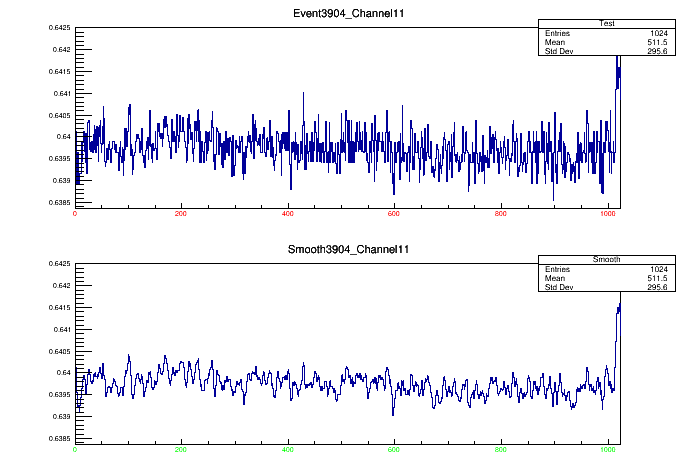 Event3904_Channel11
Test
Entries 1024
Mean 511.5
Std Dev 295.6
0.6425
0.642
0.6415
0.641
0.6405
0.64
0.6395
0.639
0.6385
0 200 400 600 800 1000
Smooth3904_Channel11
Smooth
Entries 1024
Mean 511.5
Std Dev 295.6
0.6425
0.642
0.6415
0.641
0.6405
0.64
0.6395
0.639
0.6385
0 200 400 600 800 1000